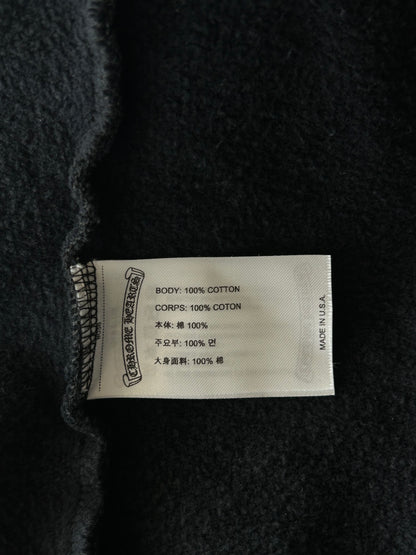 CHROME HEARTS
BODY: 100% COTTON
CORPS: 100% COTON
本体: 棉 100%
주요부: 100% 면
大身面料: 100% 棉
MADE IN U.S.A.